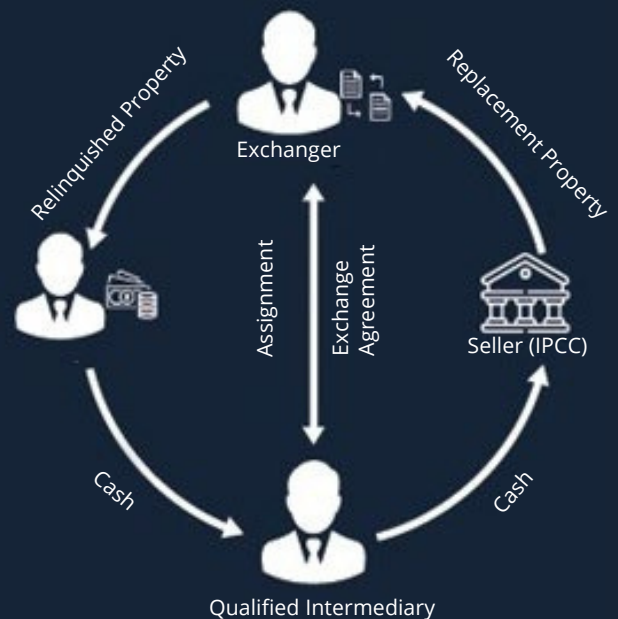 Relinquished Property
Replacement Property
Exchanger
Assignment
Exchange
Agreement
Seller (IPCC)
Cash
Cash
Qualified Intermediary